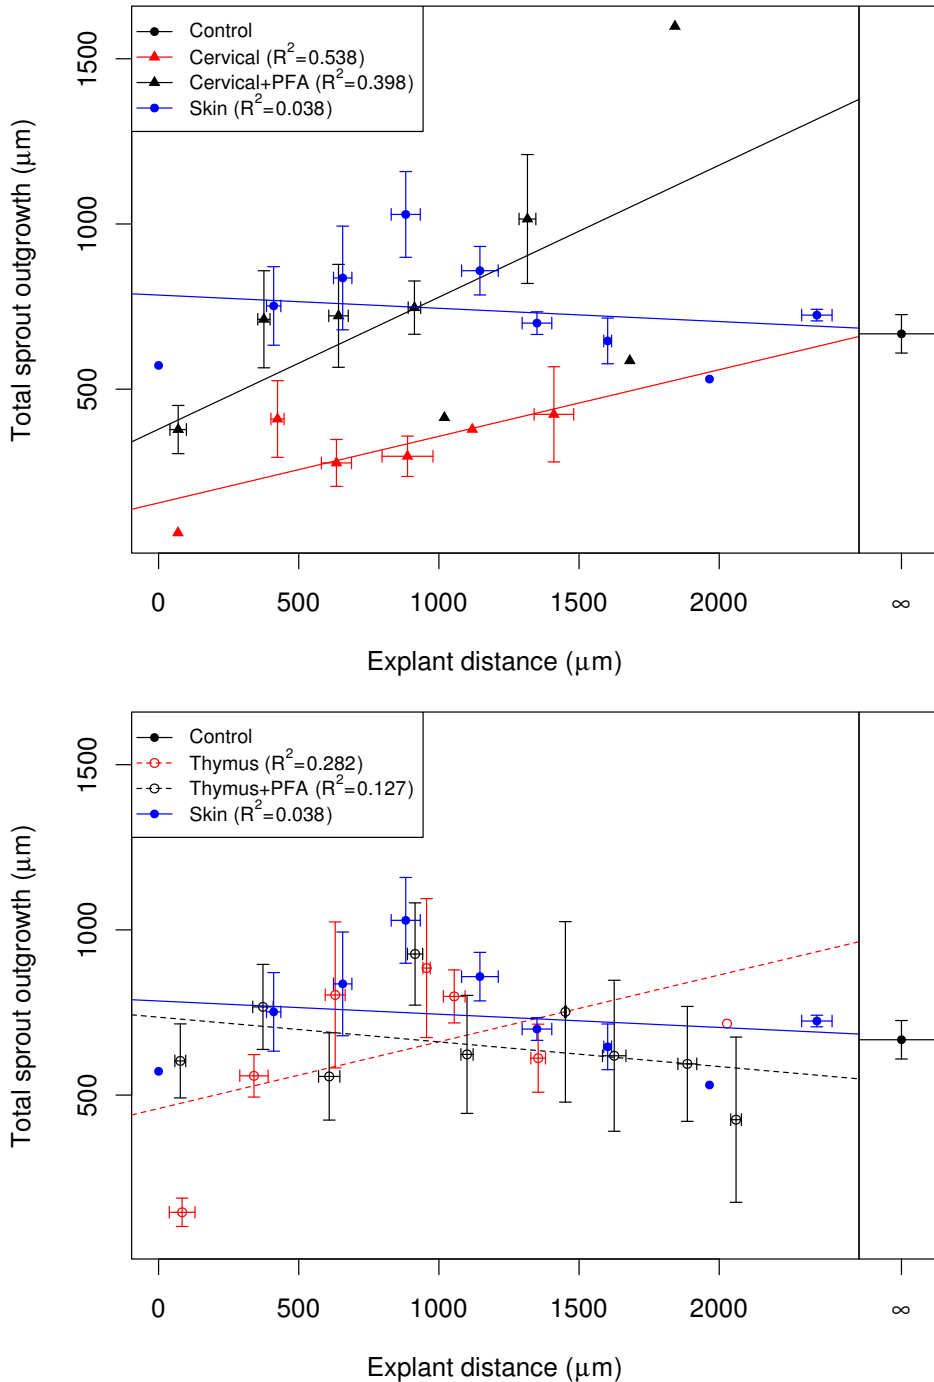 Control
Cervical (R²=0.538)
Cervical+PFA (R²=0.398)
Skin (R²=0.038)
Total sprout outgrowth (μm)
1500
1000
500
0 500 1000 1500 2000 ∞
Explant distance (μm)
Control
Thymus (R²=0.282)
Thymus+PFA (R²=0.127)
Skin (R²=0.038)
Total sprout outgrowth (μm)
1500
1000
500
0 500 1000 1500 2000 ∞
Explant distance (μm)